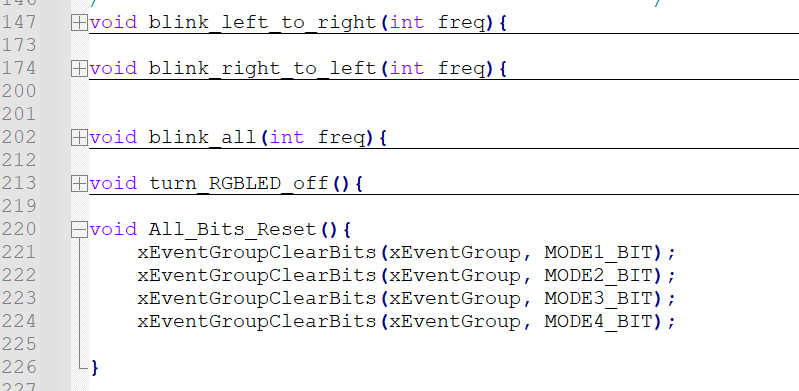 147 void blink_left_to_right(int freq){
173
174 void blink_right_to_left(int freq){
200
201
202 void blink_all(int freq){
212
213 void turn_RGBLED_off(){
219
220 void All_Bits_Reset(){
221 xEventGroupClearBits(xEventGroup, MODE1_BIT);
222 xEventGroupClearBits(xEventGroup, MODE2_BIT);
223 xEventGroupClearBits(xEventGroup, MODE3_BIT);
224 xEventGroupClearBits(xEventGroup, MODE4_BIT);
225
226 }